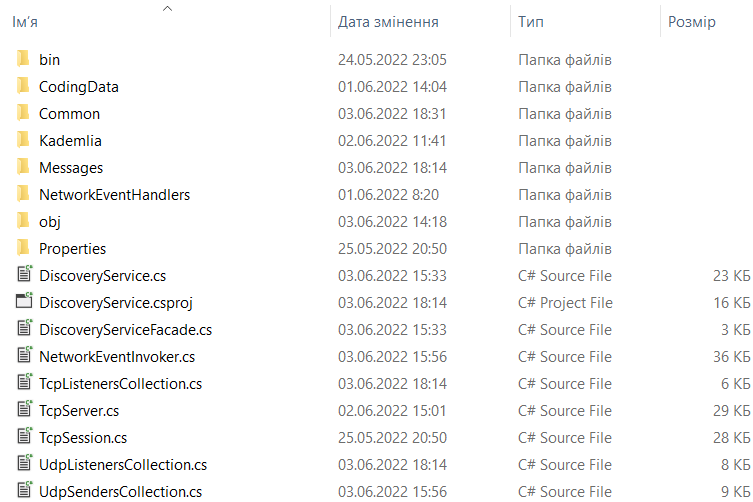 Ім'я Дата змінення Тип Розмір
bin 24.05.2022 23:05 Папка файлів
CodingData 01.06.2022 14:04 Папка файлів
Common 03.06.2022 18:31 Папка файлів
Kademlia 02.06.2022 11:41 Папка файлів
Messages 03.06.2022 18:14 Папка файлів
NetworkEventHandlers 01.06.2022 8:20 Папка файлів
obj 03.06.2022 14:18 Папка файлів
Properties 25.05.2022 20:50 Папка файлів
DiscoveryService.cs 03.06.2022 15:33 C# Source File 23 КБ
DiscoveryService.csproj 03.06.2022 18:14 C# Project File 16 КБ
DiscoveryServiceFacade.cs 03.06.2022 15:33 C# Source File 3 КБ
NetworkEventInvoker.cs 03.06.2022 15:56 C# Source File 36 КБ
TcpListenersCollection.cs 03.06.2022 18:14 C# Source File 6 КБ
TcpServer.cs 02.06.2022 15:01 C# Source File 29 КБ
TcpSession.cs 25.05.2022 20:50 C# Source File 28 КБ
UdpListenersCollection.cs 03.06.2022 18:14 C# Source File 8 КБ
UdpSendersCollection.cs 03.06.2022 15:56 C# Source File 9 КБ